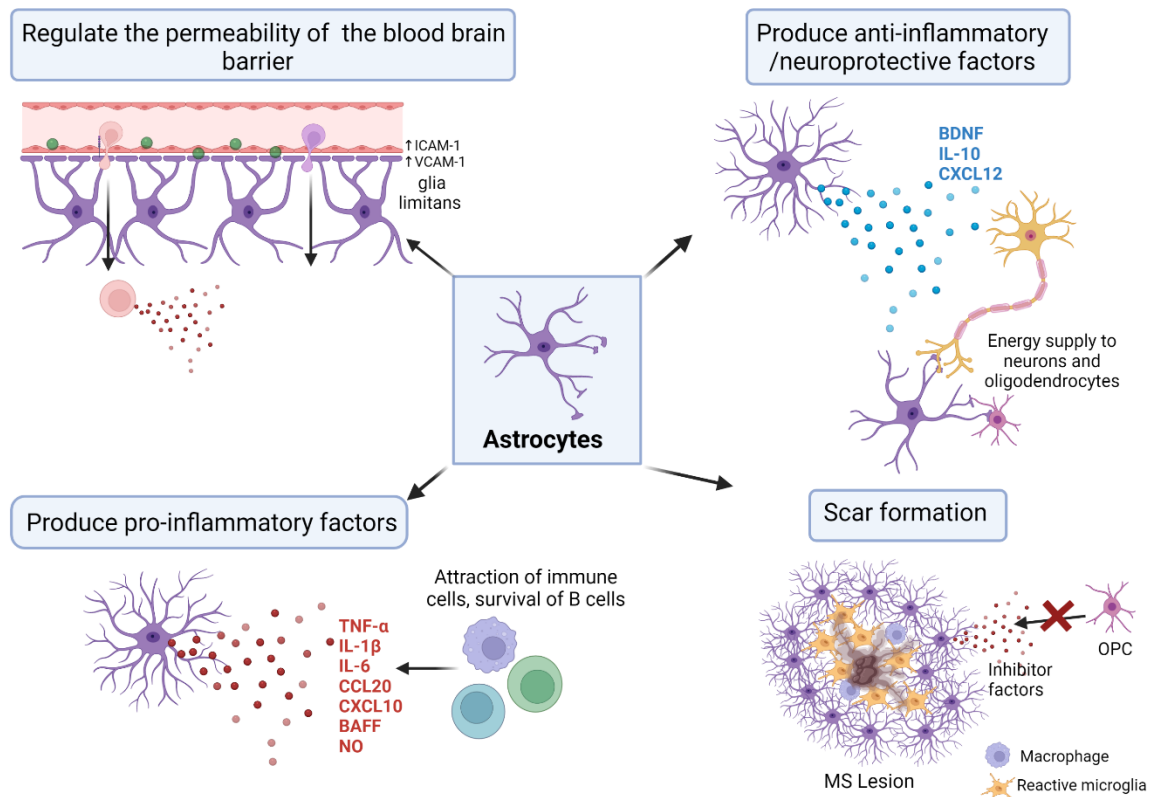 Regulate the permeability of the blood brain
barrier
↑ICAM-1
↑VCAM-1
glia
limitans
Produce anti-inflammatory
/neuroprotective factors
BDNF
IL-10
CXCL12
Energy supply to
neurons and
oligodendrocytes
Astrocytes
Produce pro-inflammatory factors
Attraction of immune
cells, survival of B cells
TNF-α
IL-1β
IL-6
CCL20
CXCL10
BAFF
NO
Scar formation
OPC
Inhibitor
factors
MS Lesion
Macrophage
Reactive microglia